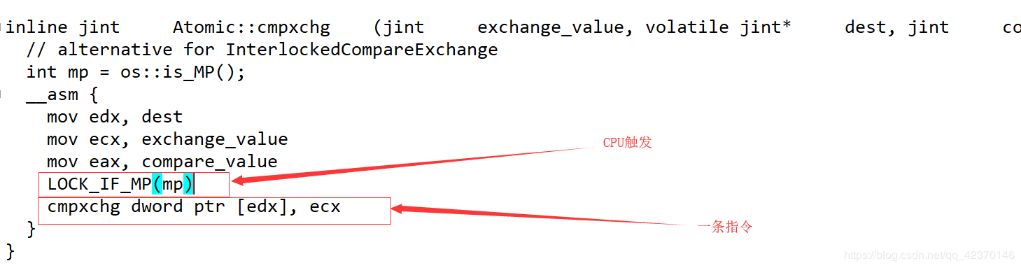 inline jint Atomic::cmpxchg (jint exchange_value, volatile jint* dest, jint co
// alternative for InterlockedCompareExchange
int mp = os::is_MP();
__asm {
mov edx, dest
mov ecx, exchange_value
mov eax, compare_value
CPU触发
LOCK_IF_MP(mp)
cmpxchg dword ptr [edx], ecx
一条指令
}
}
https://blog.csdn.net/qq_42370146